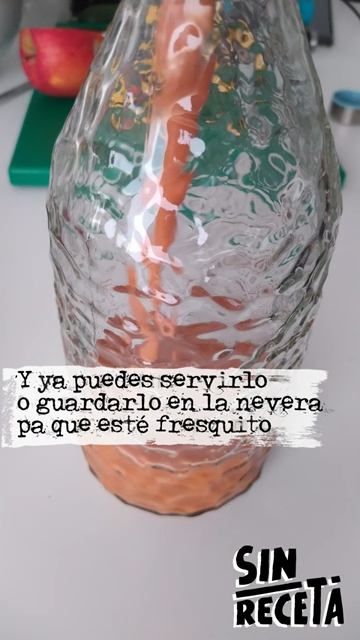 Y ya puedes servirlo
o guardarlo en la nevera
pa que esté fresquito
SIN
RECETA